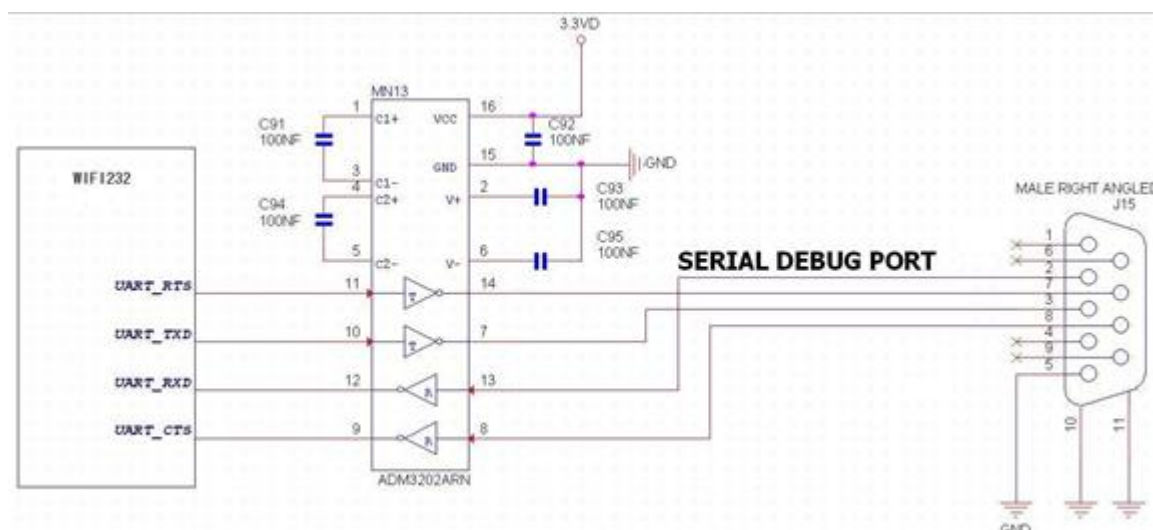 3.3VD
MN13
1
C1+
VCC
16
C91
100NF
C92
100NF
3
C1-
GND
15
GND
4
C2+
V+
2
C93
100NF
C94
100NF
5
C2-
V-
6
C95
100NF
WIFI232
MALE RIGHT ANGLED
J15
SERIAL DEBUG PORT
1
6
2
7
3
8
4
9
5
UART_RTS
11
T
14
UART_TXD
10
T
7
UART_RXD
12
R
13
UART_CTS
9
R
8
ADM3202ARN
10
11
GND